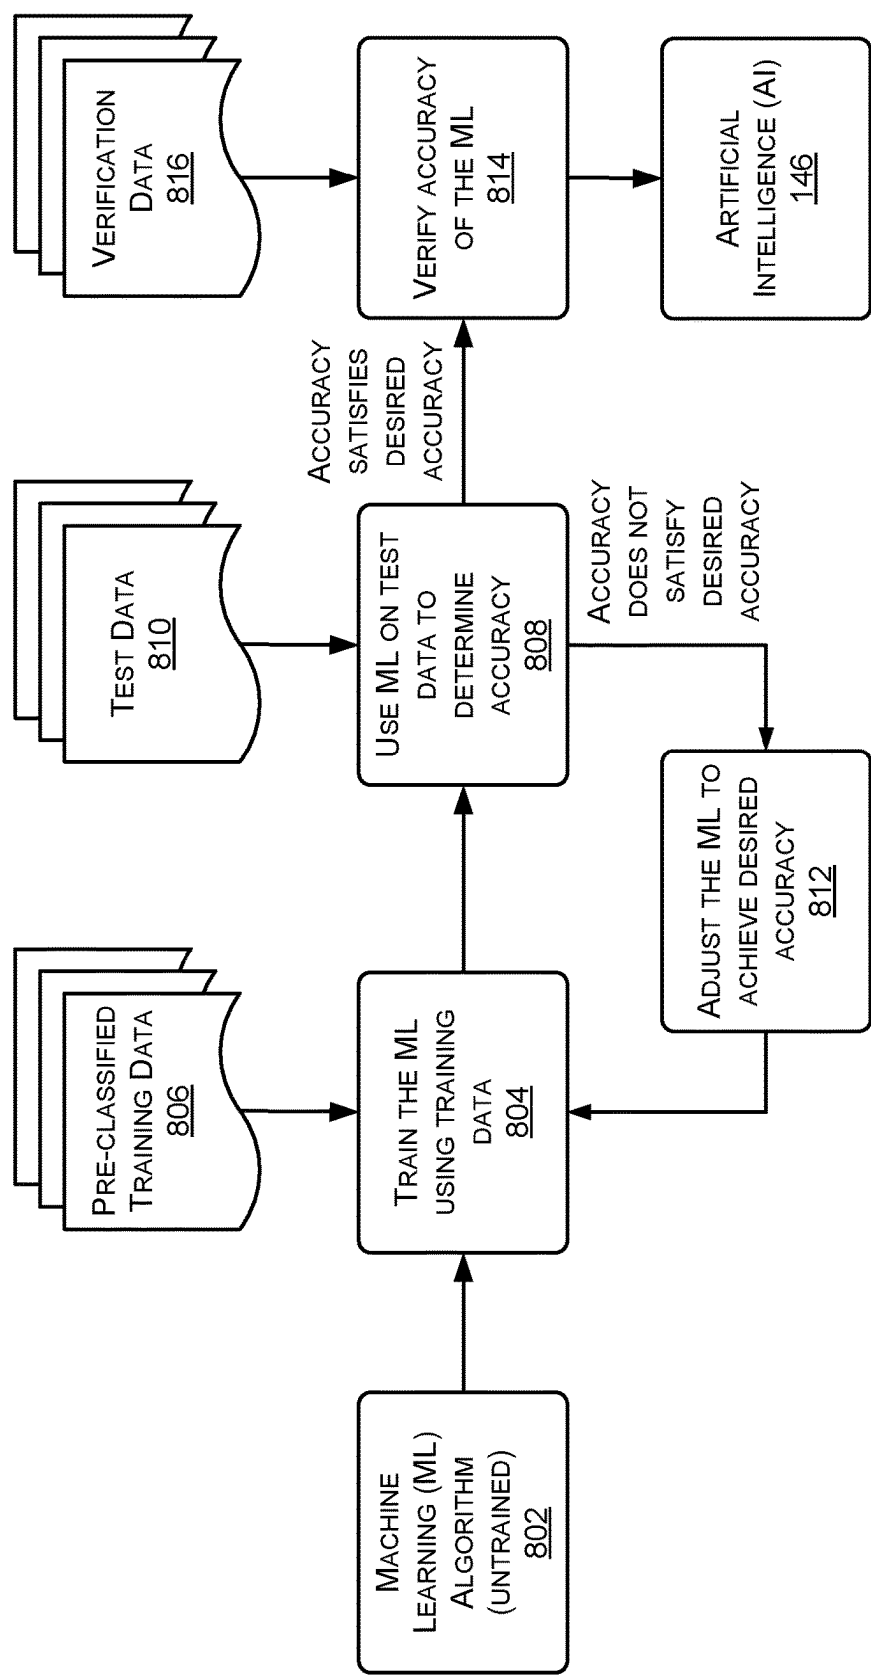 PRE-CLASSIFIED
TRAINING DATA
806
TEST DATA
810
VERIFICATION
DATA
816
MACHINE
LEARNING (ML)
ALGORITHM
(UNTRAINED)
802
TRAIN THE ML
USING TRAINING
DATA
804
USE ML ON TEST
DATA TO
DETERMINE
ACCURACY
808
ACCURACY
SATISFIES
DESIRED
ACCURACY
VERIFY ACCURACY
OF THE ML
814
ADJUST THE ML TO
ACHIEVE DESIRED
ACCURACY
812
ACCURACY
DOES NOT
SATISFY
DESIRED
ACCURACY
ARTIFICIAL
INTELLIGENCE (AI)
146